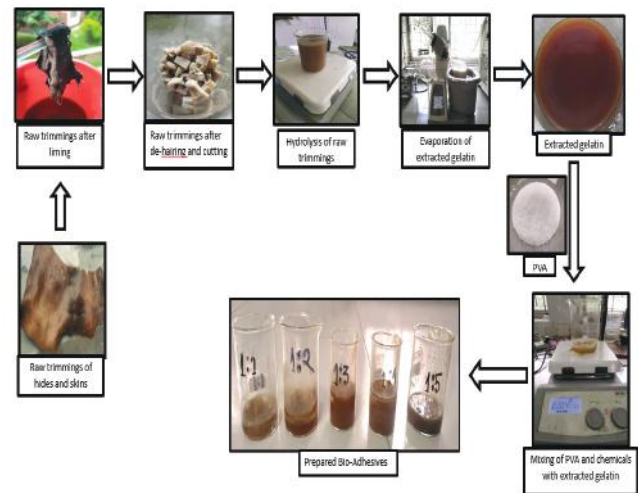 Raw trimmings after
liming
Raw trimmings after
de-hairing and cutting
Hydrolysis of raw
trimmings
Evaporation of
extracted gelatin
Extracted gelatin
PVA
Raw trimmings of
hides and skins
1:1
1:2
1:3
1:5
Prepared Bio-Adhesives
Mixing of PVA and chemicals
with extracted gelatin